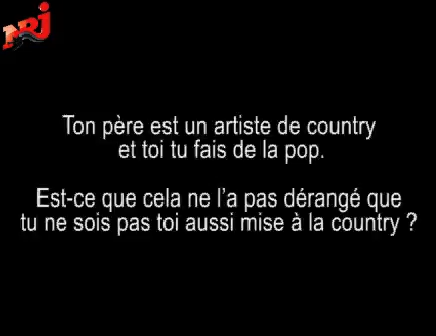 NRJ
Ton père est un artiste de country
et toi tu fais de la pop.
Est-ce que cela ne l'a pas dérangé que
tu ne sois pas toi aussi mise à la country ?